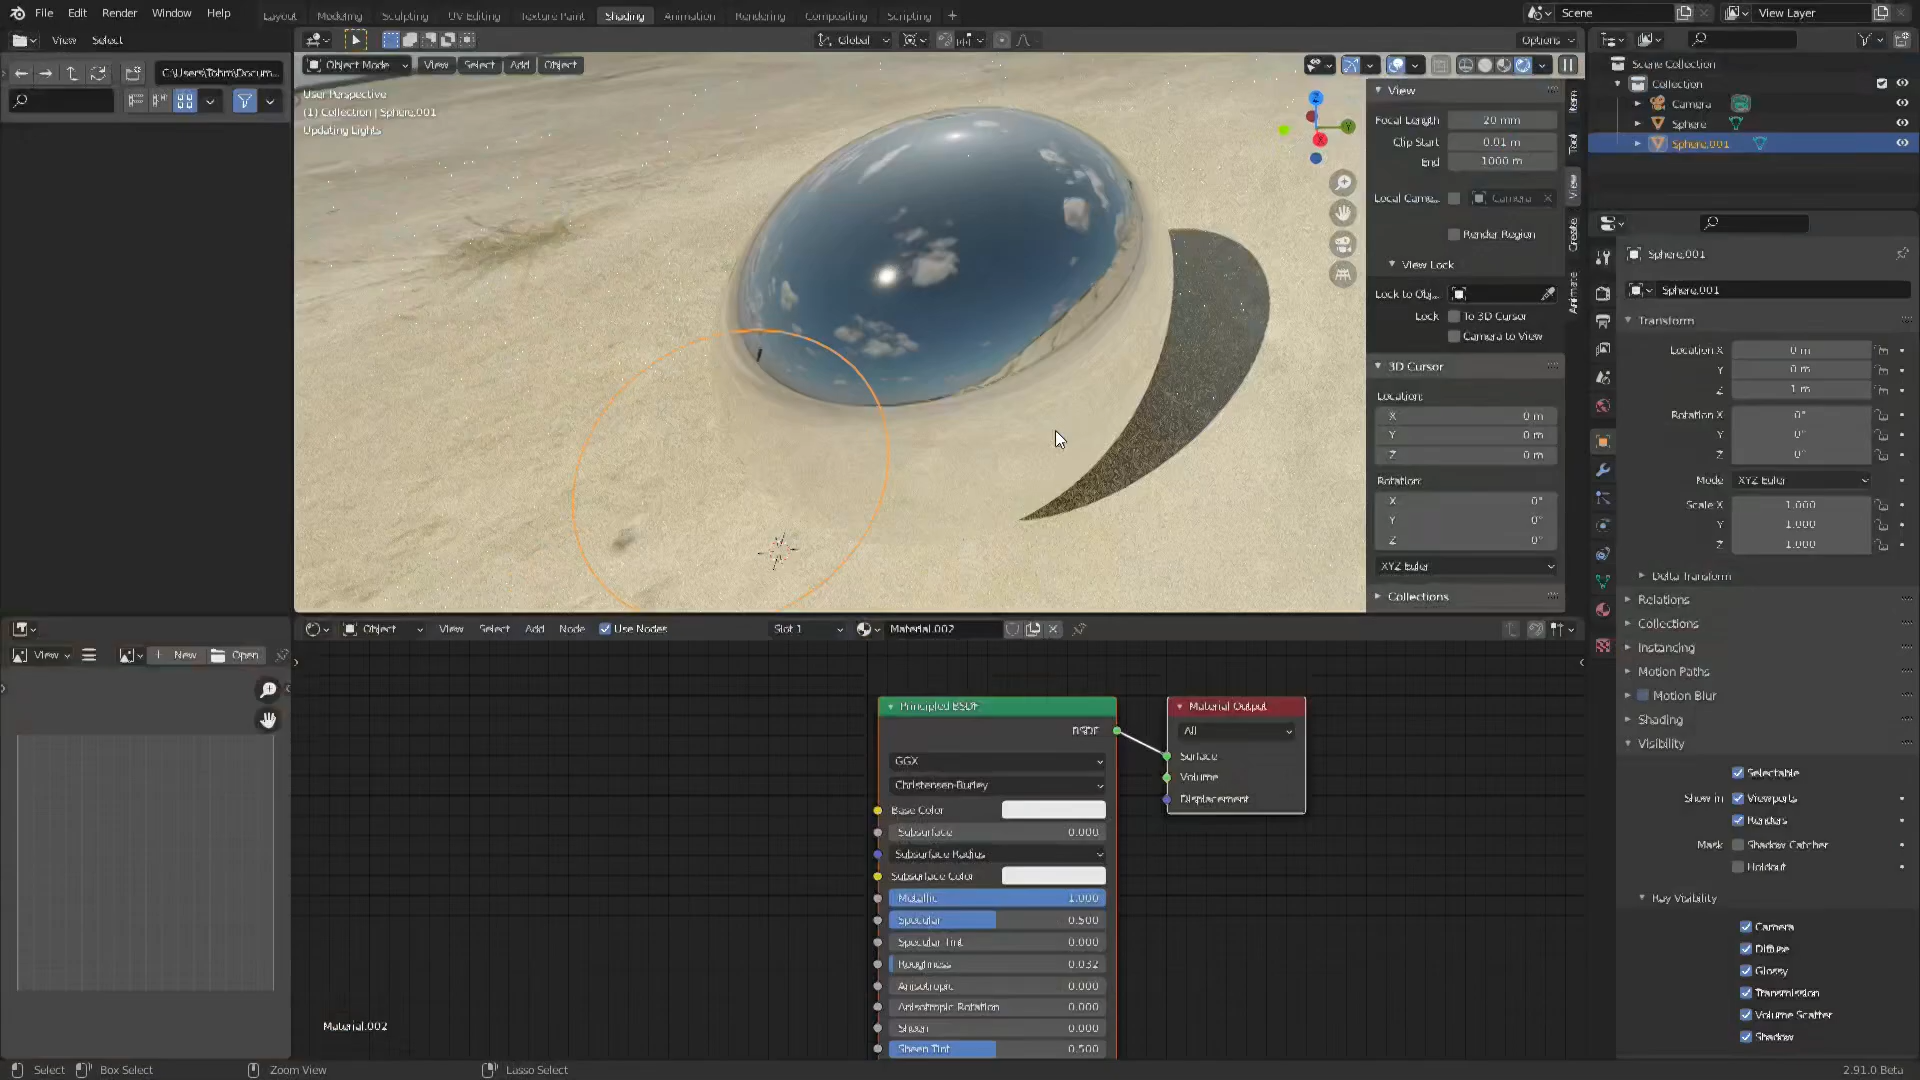 File Edit Render Window Help
Layout Modeling Sculpting UV Editing Texture Paint Shading Animation Rendering Compositing Scripting +
Scene
View Layer
View Select
Global
Options
C:\Users\Tohm\Docum...
Object Mode View Select Add Object
User Perspective
(1) Collection | Sphere.001
Updating Lights
Z
Y
X
View
Focal Length 20 mm
Clip Start 0.01 m
End 1000 m
Local Came... Camera
Render Region
View Lock
Lock to Obj...
Lock To 3D Cursor
Camera to View
3D Cursor
Location:
X 0 m
Y 0 m
Z 0 m
Rotation:
X 0°
Y 0°
Z 0°
XYZ Euler
Collections
Item
Tool
View
Create
Animate
Scene Collection
Collection
Camera
Sphere
Sphere.001
Sphere.001
Sphere.001
Transform
Location X 0 m
Y 0 m
Z 1 m
Rotation X 0°
Y 0°
Z 0°
Mode XYZ Euler
Scale X 1.000
Y 1.000
Z 1.000
Delta Transform
Relations
Collections
Instancing
Motion Paths
Motion Blur
Shading
Visibility
Selectable
Show in Viewports
Renders
Mask Shadow Catcher
Holdout
Ray Visibility
Camera
Diffuse
Glossy
Transmission
Volume Scatter
Shadow
View New Open
Object View Select Add Node Use Nodes Slot 1 Material.002
Principled BSDF
BSDF
GGX
Christensen-Burley
Base Color
Subsurface 0.000
Subsurface Radius
Subsurface Color
Metallic 1.000
Specular 0.500
Specular Tint 0.000
Roughness 0.032
Anisotropic 0.000
Anisotropic Rotation 0.000
Sheen 0.000
Sheen Tint 0.500
Material Output
All
Surface
Volume
Displacement
Material.002
Select Box Select Zoom View Lasso Select 2.91.0 Beta